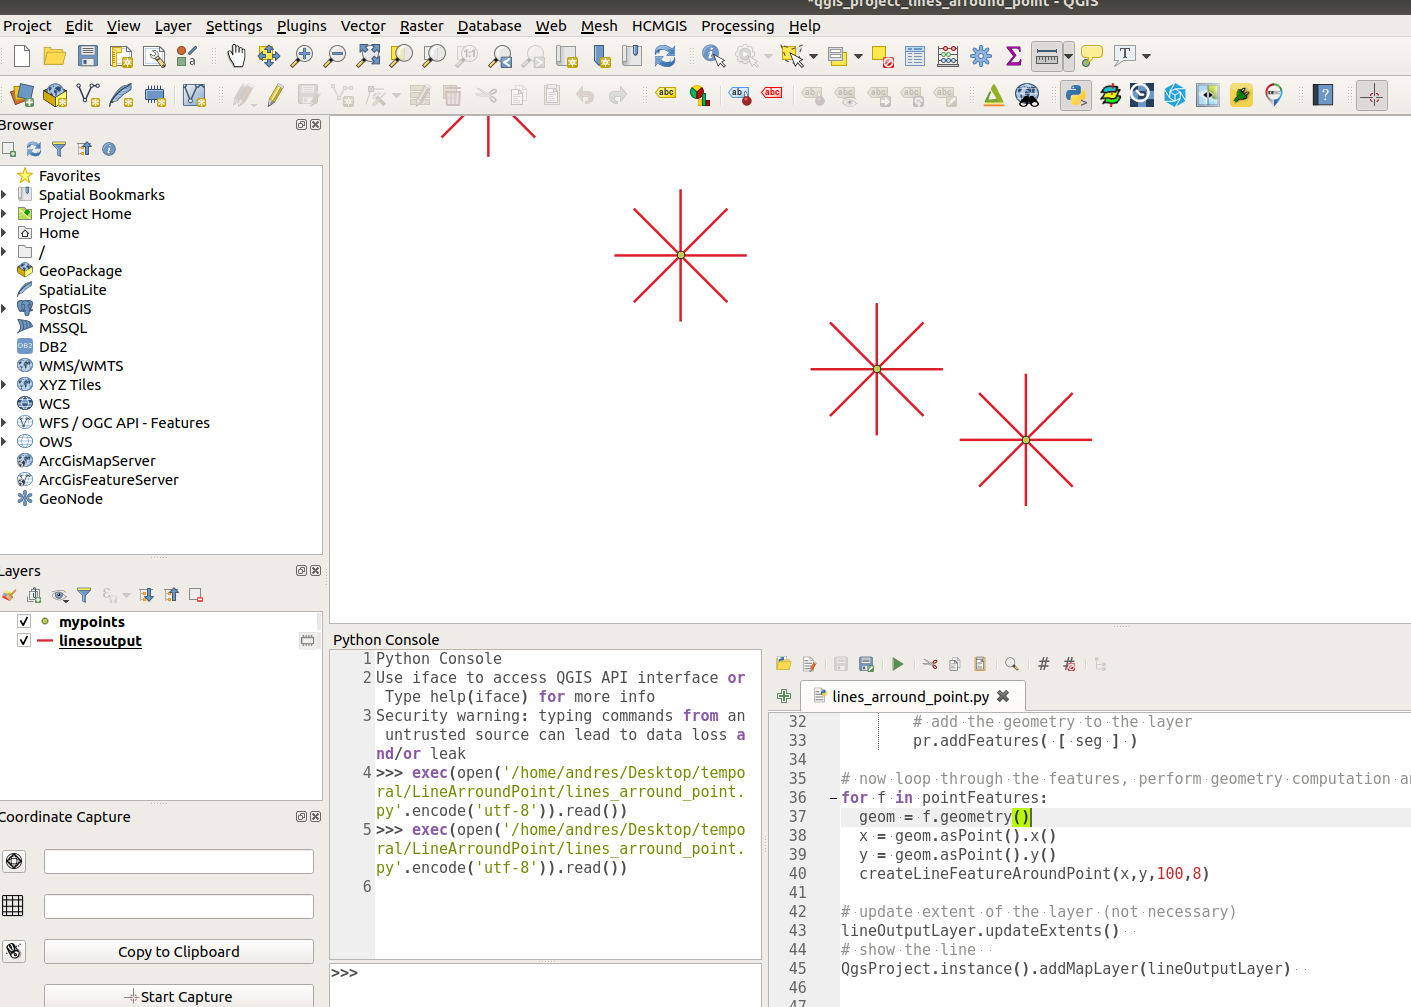 *qgis_project_lines_arround_point - QGIS
Project Edit View Layer Settings Plugins Vector Raster Database Web Mesh HCMGIS Processing Help
Browser
Favorites
Spatial Bookmarks
Project Home
Home
/
GeoPackage
SpatiaLite
PostGIS
MSSQL
DB2
WMS/WMTS
XYZ Tiles
WCS
WFS / OGC API - Features
OWS
ArcGisMapServer
ArcGisFeatureServer
GeoNode
Layers
mypoints
linesoutput
Coordinate Capture
Copy to Clipboard
Start Capture
Python Console
1 Python Console
2 Use iface to access QGIS API interface or
Type help(iface) for more info
3 Security warning: typing commands from an
untrusted source can lead to data loss a
nd/or leak
4 >>> exec(open('/home/andres/Desktop/tempo
ral/LineArroundPoint/lines_arround_point.
py'.encode('utf-8')).read())
5 >>> exec(open('/home/andres/Desktop/tempo
ral/LineArroundPoint/lines_arround_point.
py'.encode('utf-8')).read())
6
>>>
lines_arround_point.py
32 # add the geometry to the layer
33 pr.addFeatures( [ seg ] )
34
35 # now loop through the features, perform geometry computation a
36 for f in pointFeatures:
37 geom = f.geometry()
38 x = geom.asPoint().x()
39 y = geom.asPoint().y()
40 createLineFeatureAroundPoint(x,y,100,8)
41
42 # update extent of the layer (not necessary)
43 lineOutputLayer.updateExtents()
44 # show the line
45 QgsProject.instance().addMapLayer(lineOutputLayer)
46
47